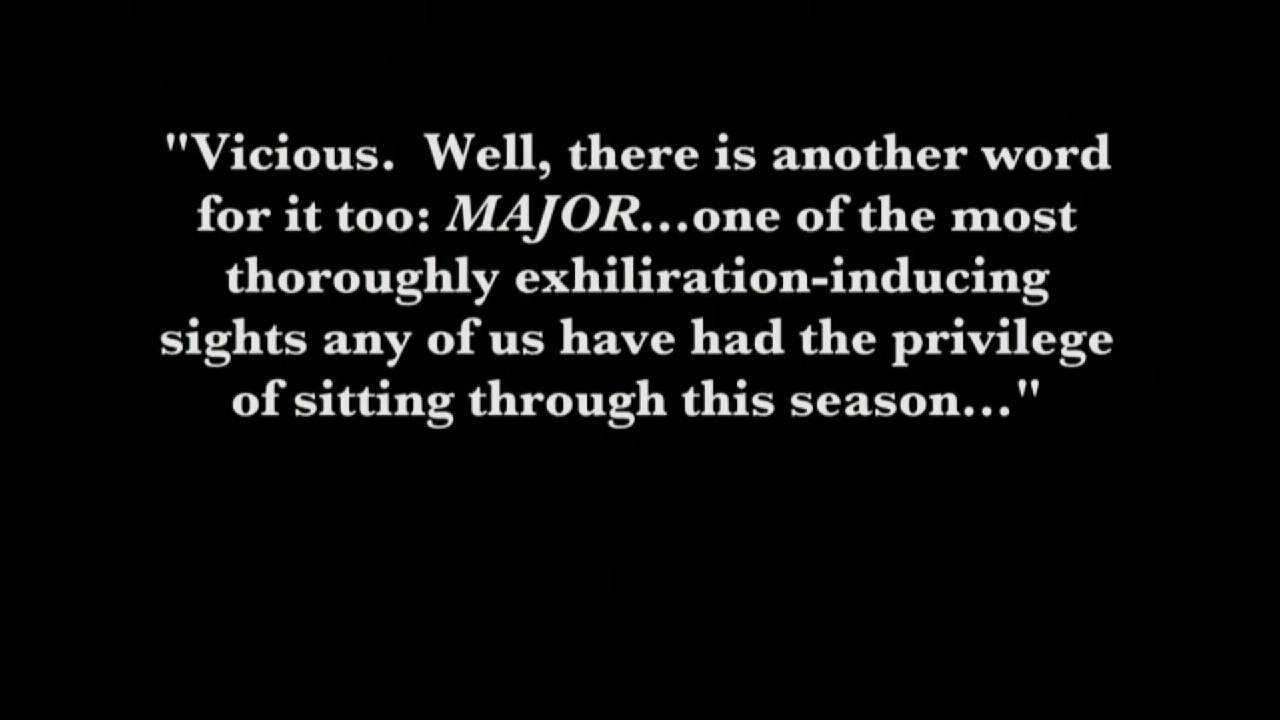 "Vicious.  Well, there is another word
for it too: MAJOR...one of the most
thoroughly exhiliration-inducing
sights any of us have had the privilege
of sitting through this season..."